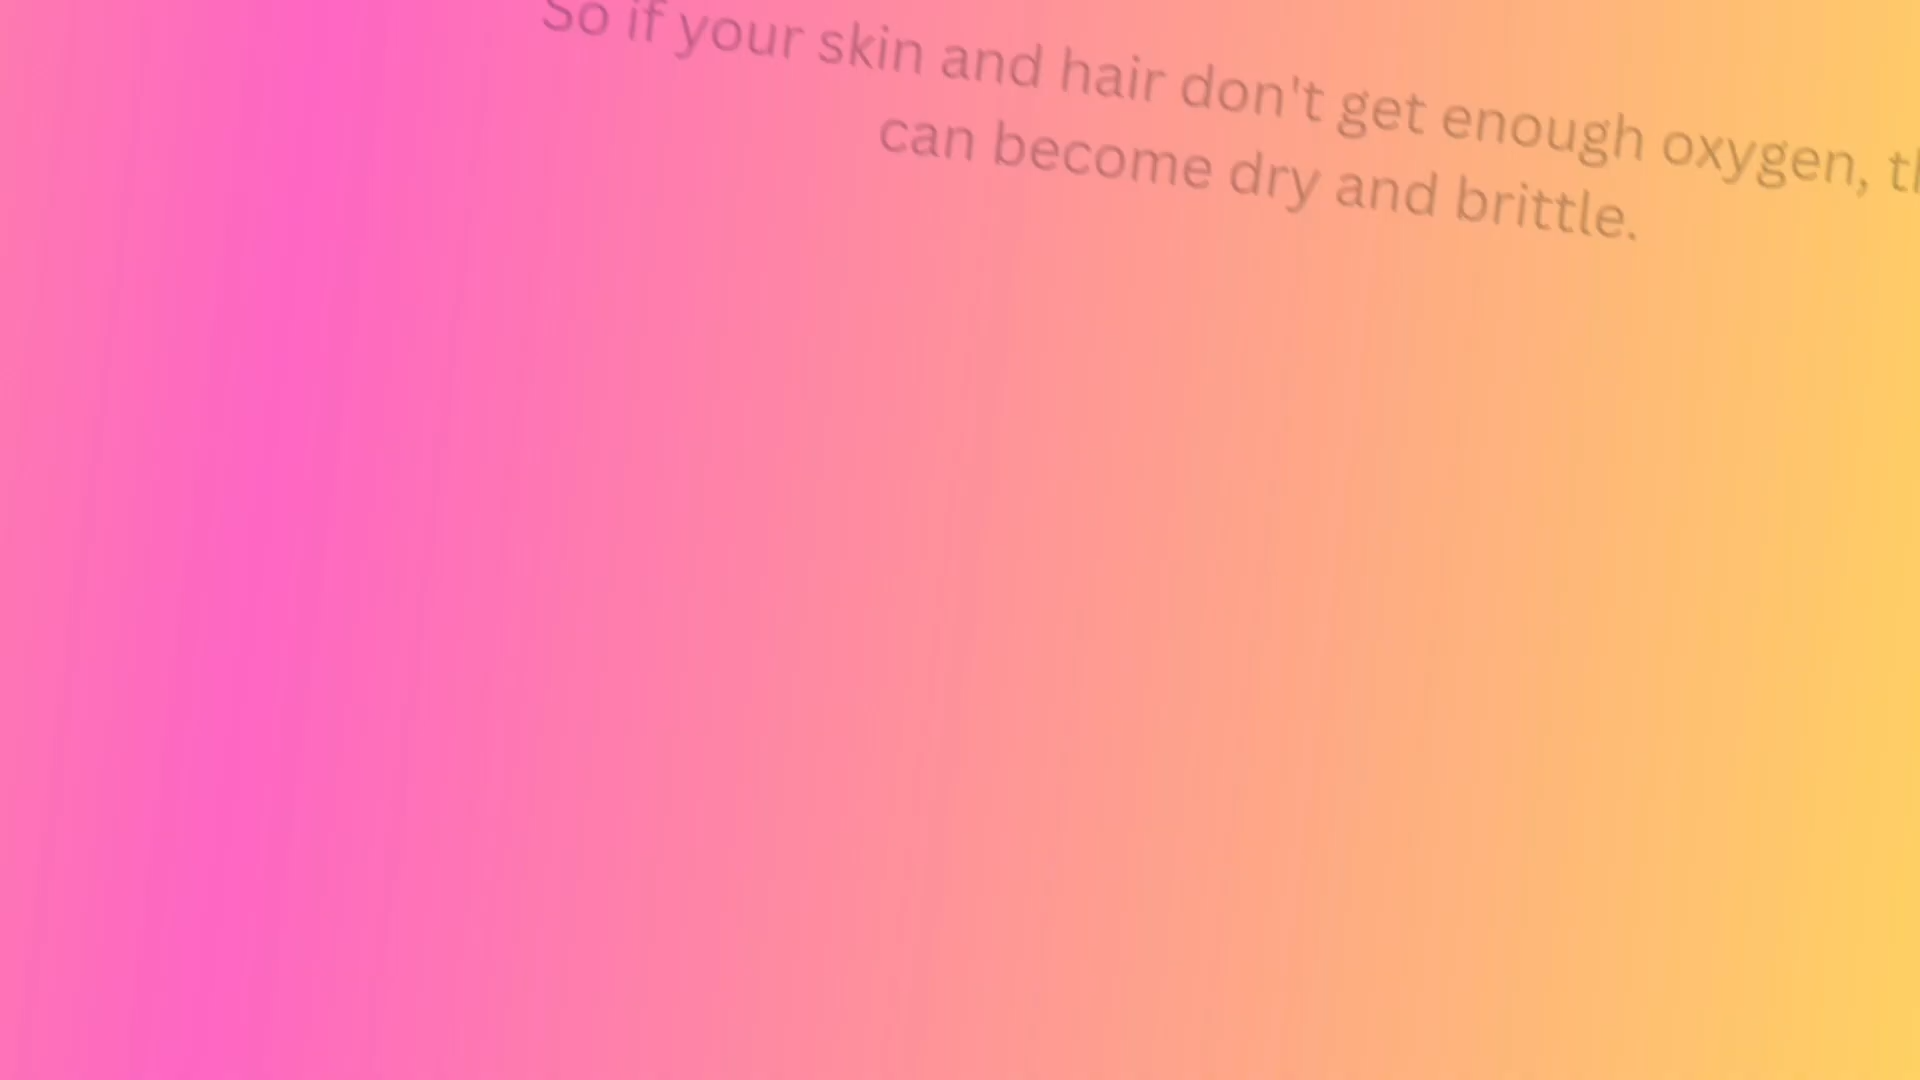 So if your skin and hair don't get enough oxygen,
can become dry and brittle.